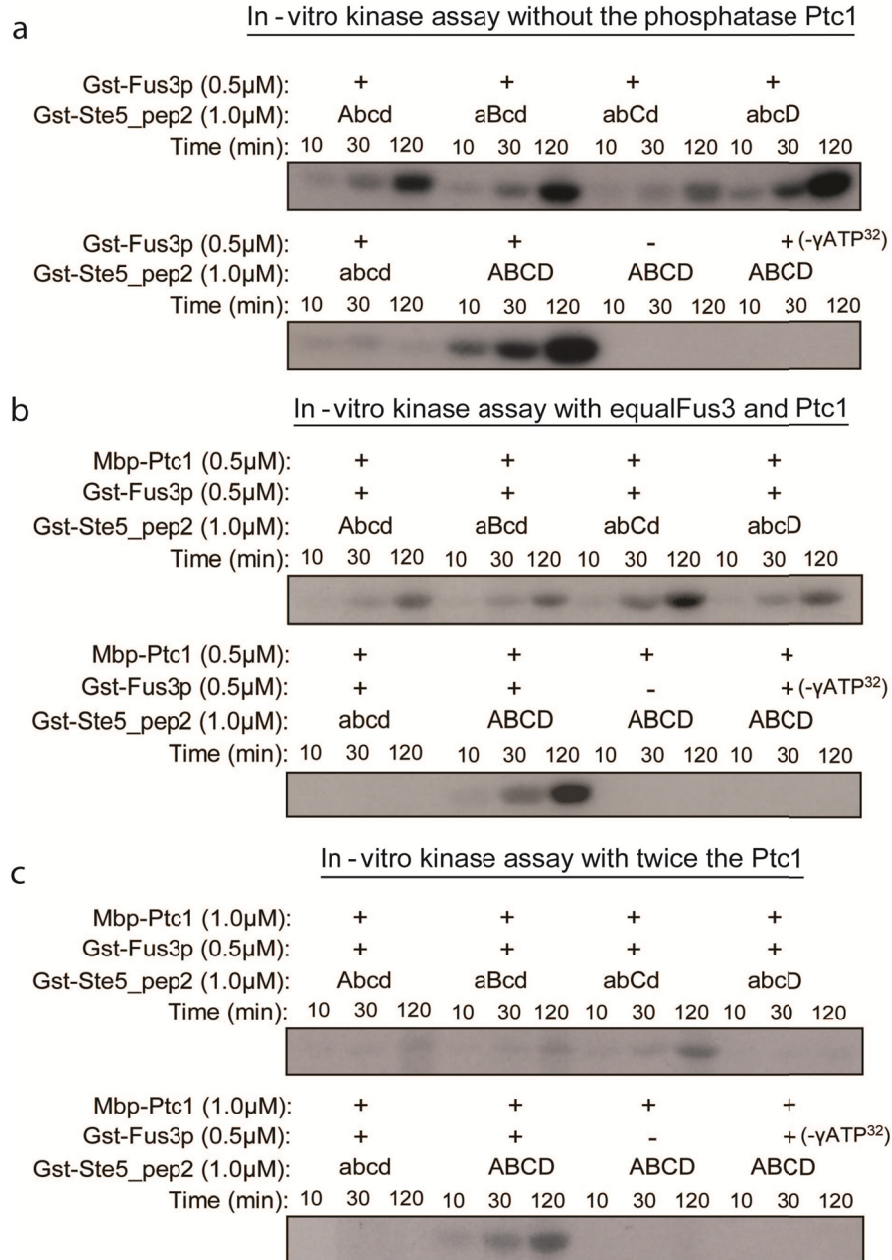 a
In-vitro kinase assay without the phosphatase Ptc1
Gst-Fus3p (0.5µM): + + + +
Gst-Ste5_pep2 (1.0µM): Abcd aBcd abCd abcD
Time (min): 10 30 120 10 30 120 10 30 120 10 30 120
Gst-Fus3p (0.5µM): + + - + (-γATP32)
Gst-Ste5_pep2 (1.0µM): abcd ABCD ABCD ABCD
Time (min): 10 30 120 10 30 120 10 30 120 10 30 120
b
In-vitro kinase assay with equalFus3 and Ptc1
Mbp-Ptc1 (0.5µM): + + + +
Gst-Fus3p (0.5µM): + + + +
Gst-Ste5_pep2 (1.0µM): Abcd aBcd abCd abcD
Time (min): 10 30 120 10 30 120 10 30 120 10 30 120
Mbp-Ptc1 (0.5µM): + + + +
Gst-Fus3p (0.5µM): + + - + (-γATP32)
Gst-Ste5_pep2 (1.0µM): abcd ABCD ABCD ABCD
Time (min): 10 30 120 10 30 120 10 30 120 10 30 120
c
In-vitro kinase assay with twice the Ptc1
Mbp-Ptc1 (1.0µM): + + + +
Gst-Fus3p (0.5µM): + + + +
Gst-Ste5_pep2 (1.0µM): Abcd aBcd abCd abcD
Time (min): 10 30 120 10 30 120 10 30 120 10 30 120
Mbp-Ptc1 (1.0µM): + + + +
Gst-Fus3p (0.5µM): + + - + (-γATP32)
Gst-Ste5_pep2 (1.0µM): abcd ABCD ABCD ABCD
Time (min): 10 30 120 10 30 120 10 30 120 10 30 120